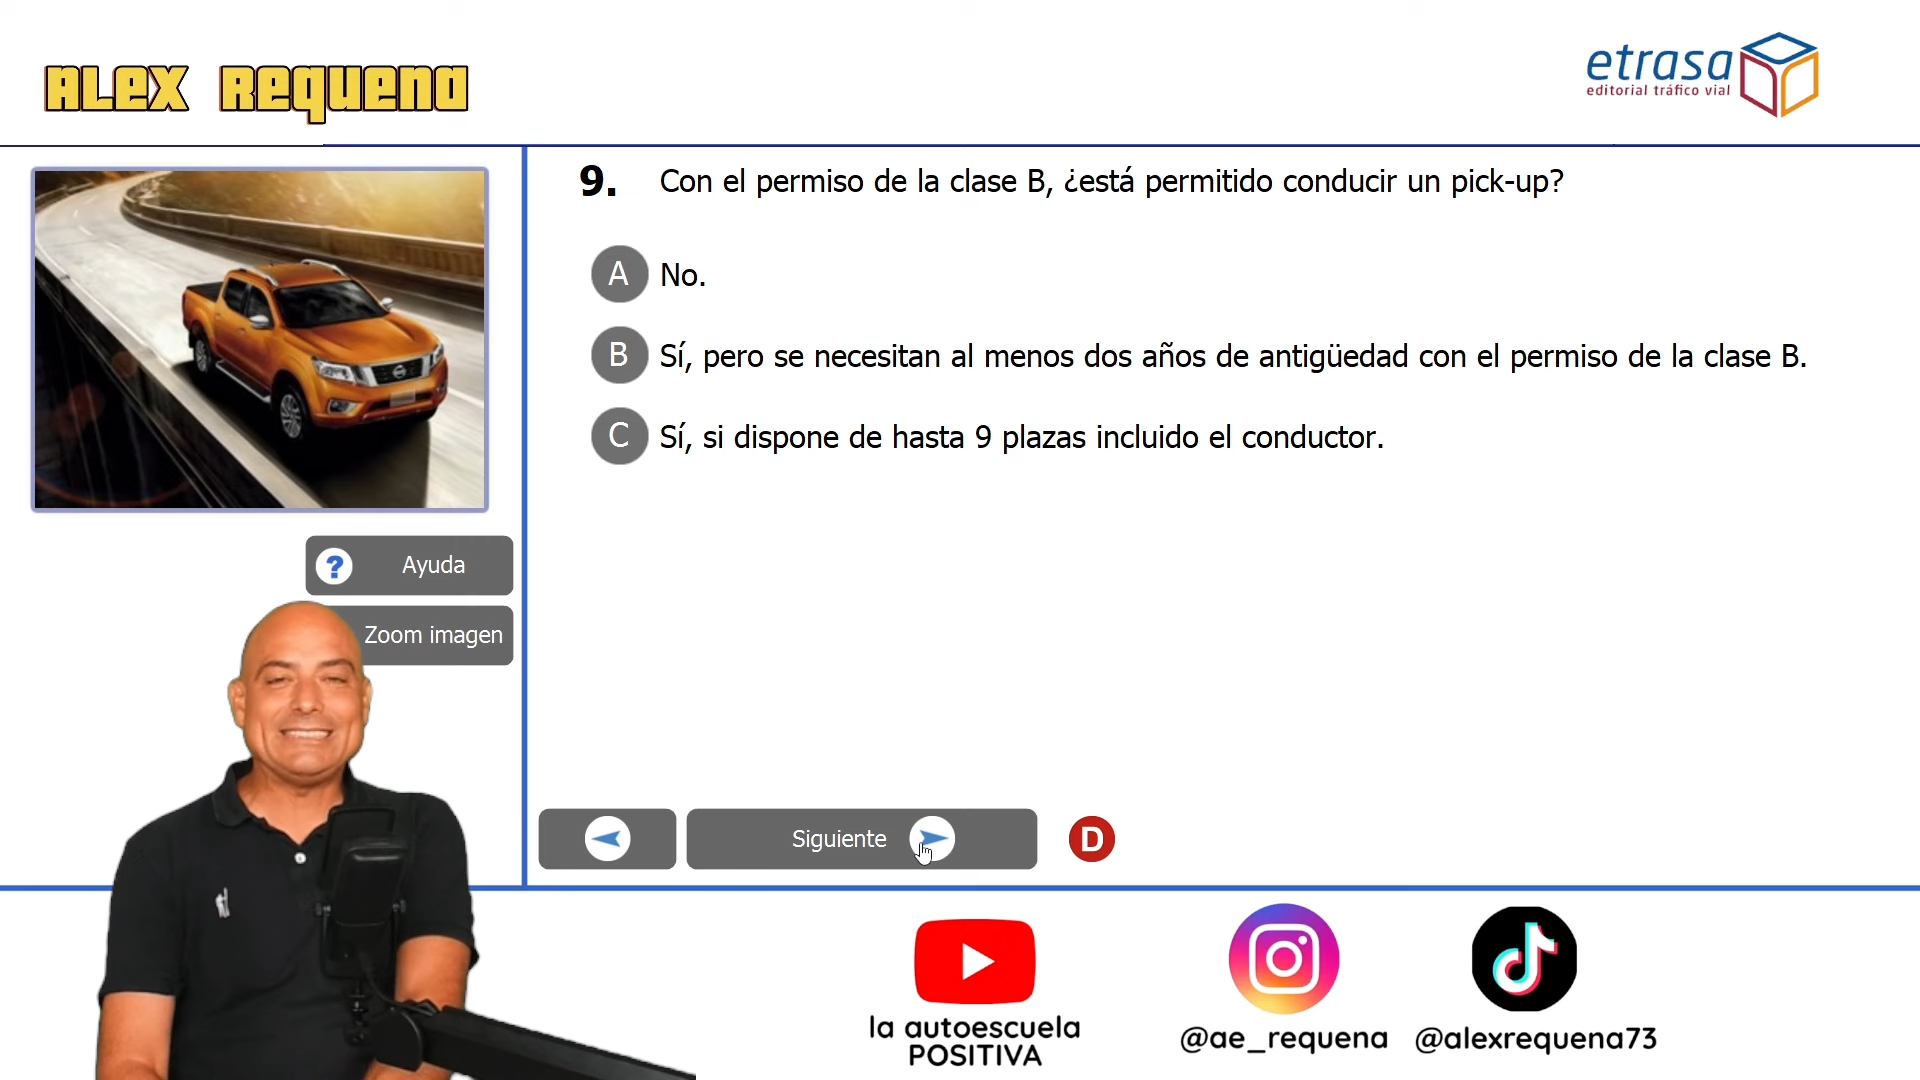 ALEX REQUENA
etrasa
editorial tráfico vial
9. Con el permiso de la clase B, ¿está permitido conducir un pick-up?
A No.
B Sí, pero se necesitan al menos dos años de antigüedad con el permiso de la clase B.
C Sí, si dispone de hasta 9 plazas incluido el conductor.
? Ayuda
Zoom imagen
Siguiente
D
la autoescuela
POSITIVA
@ae_requena
@alexrequena73